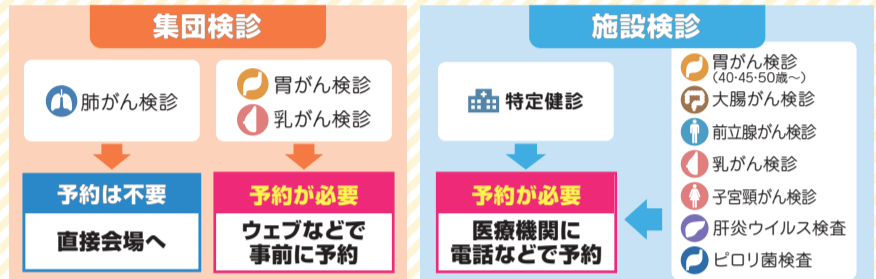 集団検診
肺がん検診
胃がん検診
乳がん検診
予約は不要
直接会場へ
予約が必要
ウェブなどで
事前に予約
施設検診
特定健診
予約が必要
医療機関に
電話などで予約
胃がん検診
(40・45・50歳〜)
大腸がん検診
前立腺がん検診
乳がん検診
子宮頸がん検診
肝炎ウイルス検査
ピロリ菌検査